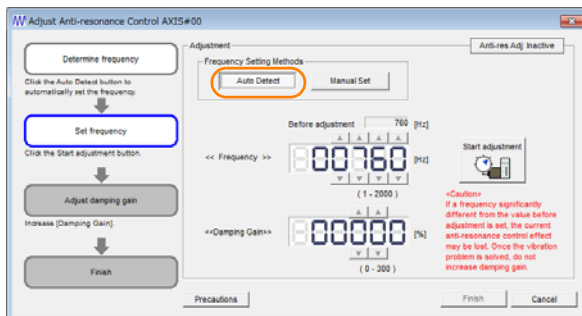 Adjust Anti-resonance Control AXIS#00
Determine frequency
Click the Auto Detect button to
automatically set the frequency.
Set frequency
Click the Start adjustment button.
Adjust damping gain
Increase [Damping Gain].
Finish
Adjustment
Anti-res Adj. Inactive
Frequency Setting Methods
Auto Detect
Manual Set
Before adjustment 760 [Hz]
<< Frequency >> 00760 [Hz]
(1 - 2000)
<<Damping Gain>> 00000 [%]
(0 - 300)
Start adjustment
<Caution>
If a frequency significantly
different from the value before
adjustment is set, the current
anti-resonance control effect
may be lost. Once the vibration
problem is solved, do not
increase damping gain.
Precautions
Finish
Cancel